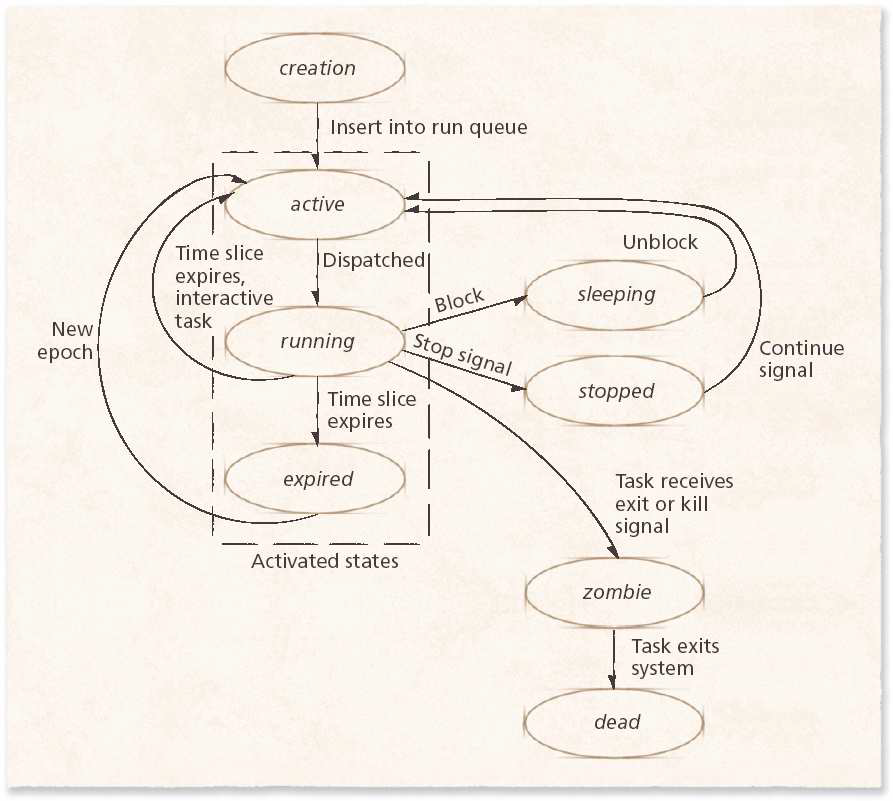 creation
Insert into run queue
active
Time slice
expires,
interactive
task
Dispatched
Unblock
Block
sleeping
New
epoch
running
Stop signal
stopped
Continue
signal
Time slice
expires
expired
Task receives
exit or kill
signal
Activated states
zombie
Task exits
system
dead